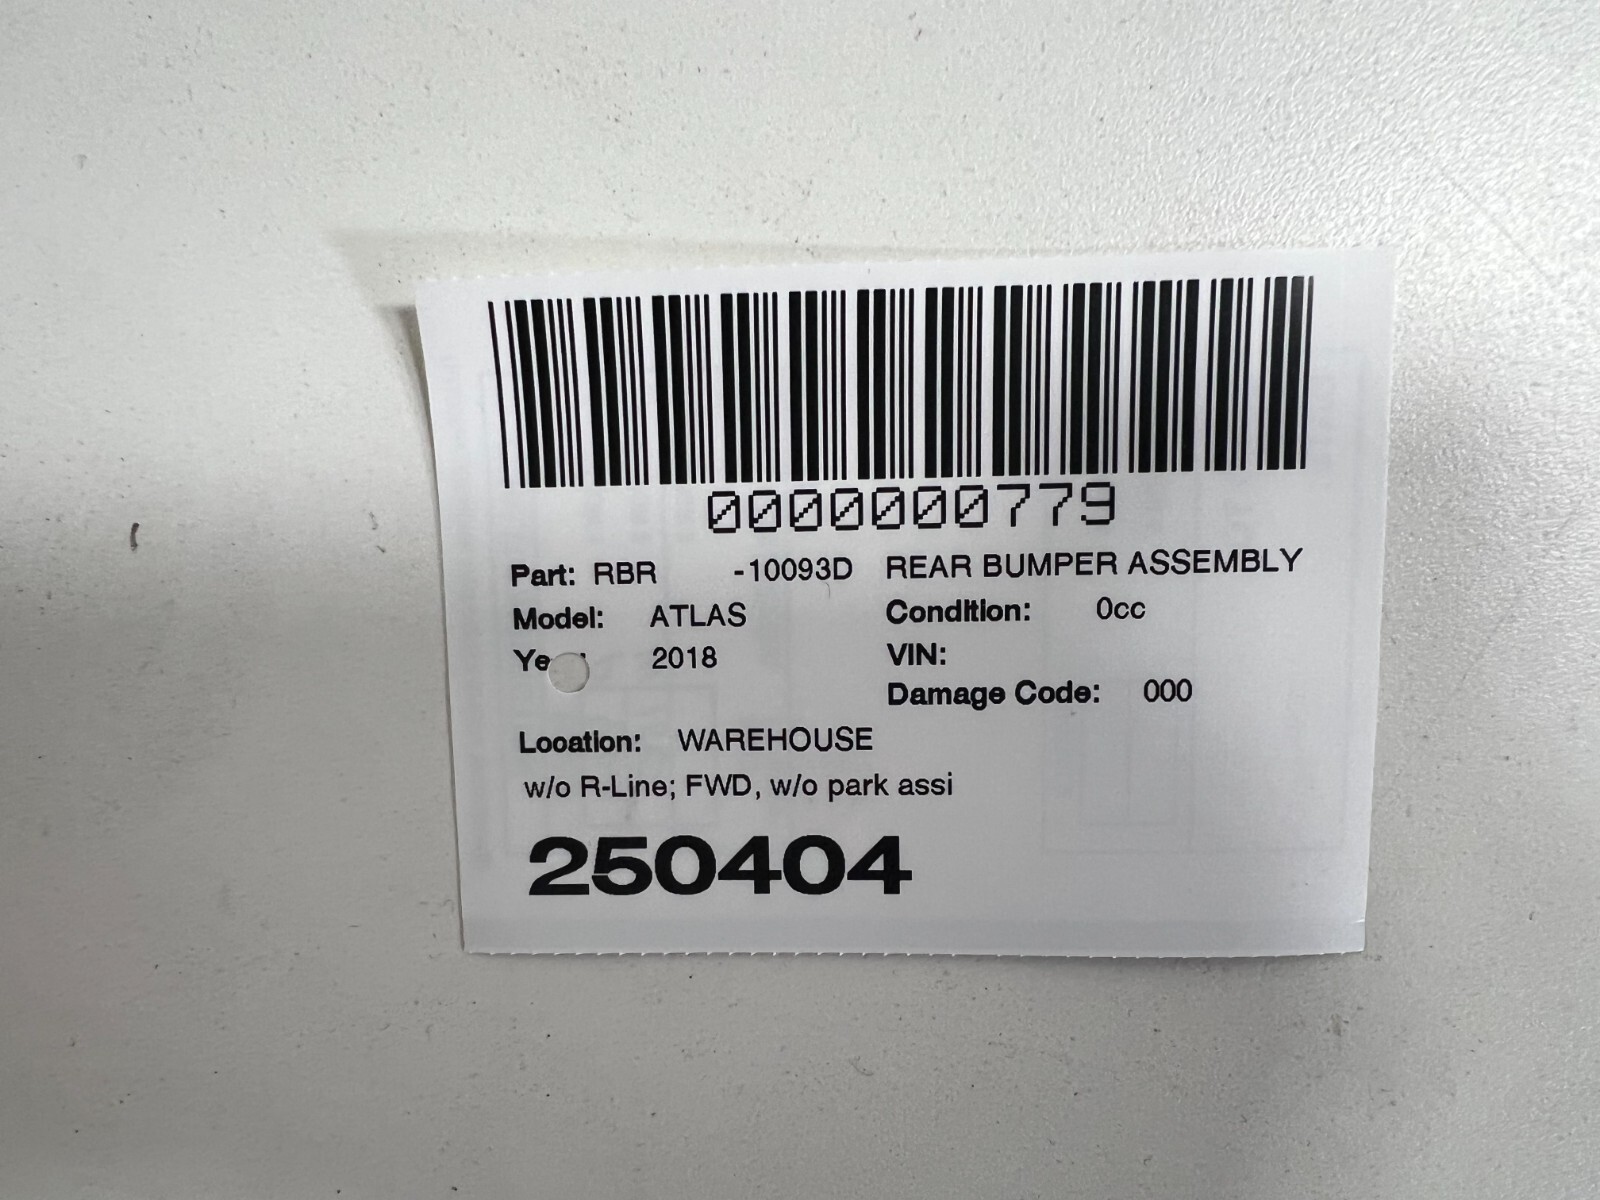 0000000779
Part: RBR -10093D REAR BUMPER ASSEMBLY
Model: ATLAS Condition: 0cc
Ye : 2018 VIN:
Damage Code: 000
Location: WAREHOUSE
w/o R-Line; FWD, w/o park assi
250404